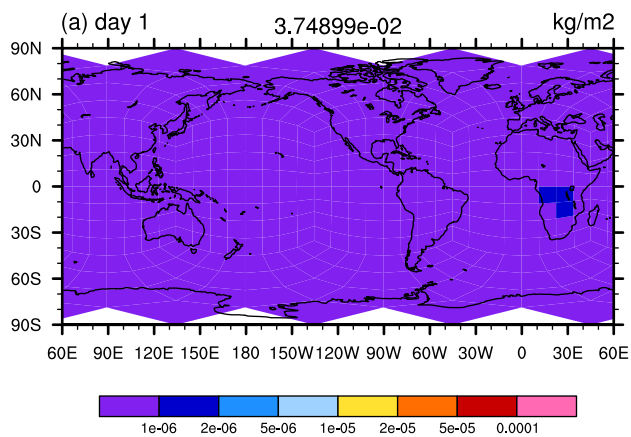 (a) day 1 3.74899e-02 kg/m2
90N
60N
30N
0
30S
60S
90S
60E 90E 120E 150E 180 150W 120W 90W 60W 30W 0 30E 60E
1e-06 2e-06 5e-06 1e-05 2e-05 5e-05 0.0001